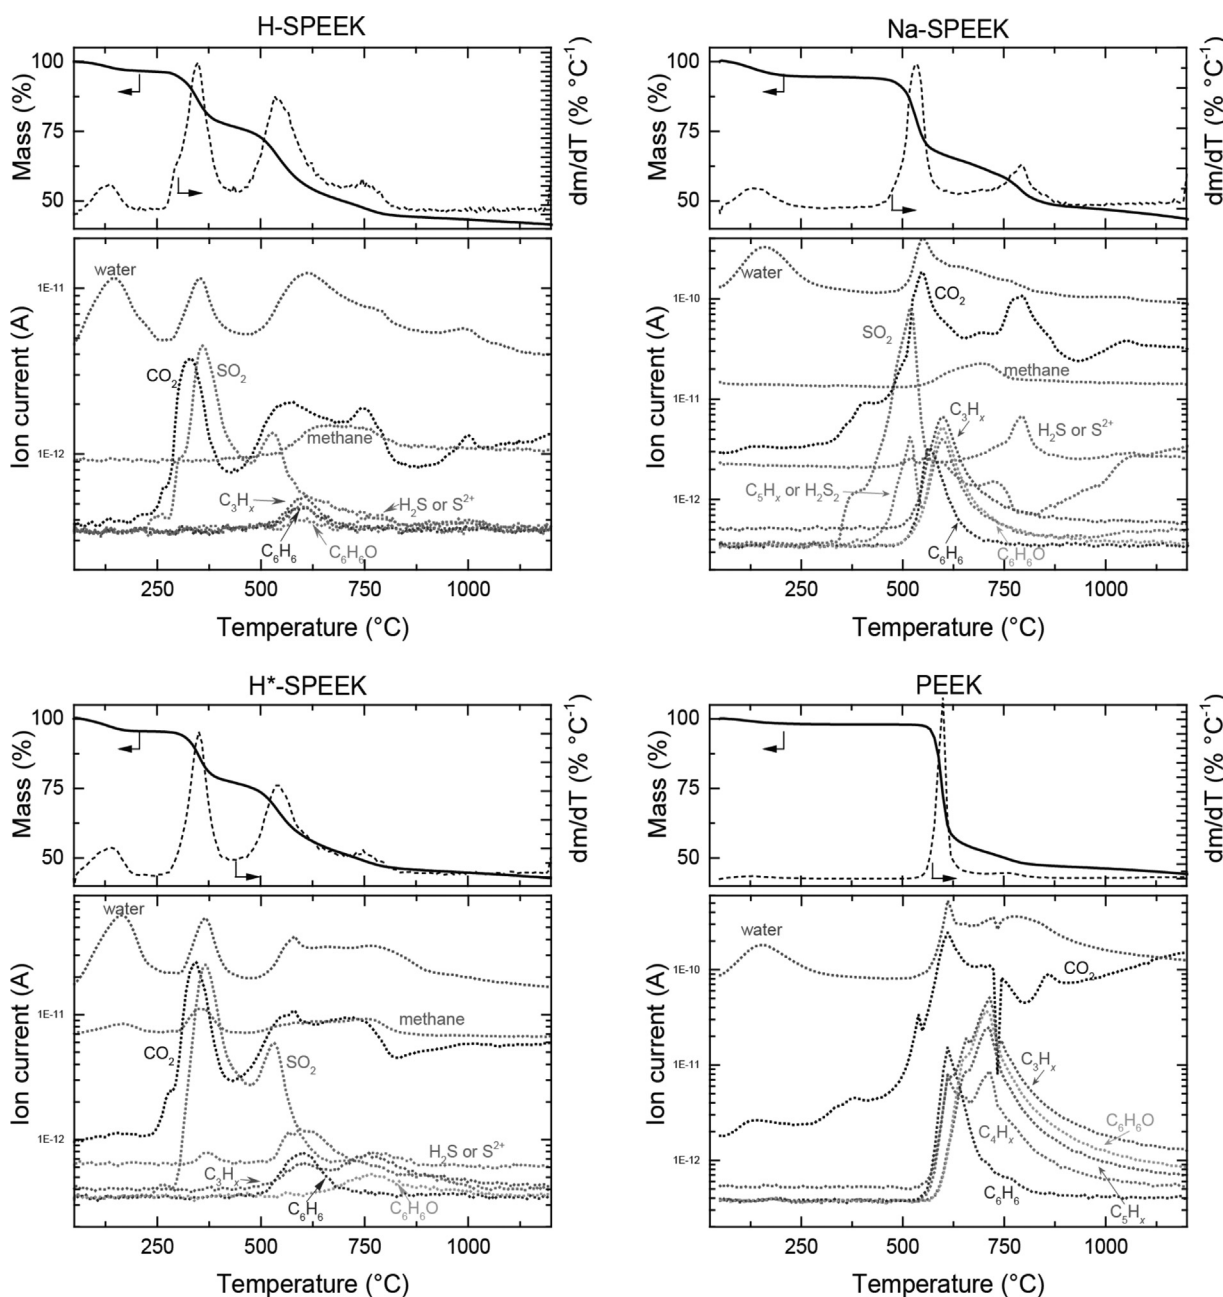 H-SPEEK
Mass (%)
100
75
50
dm/dT (% °C⁻¹)
Ion current (A)
1E-11
1E-12
water
CO₂
SO₂
methane
C₃Hₓ
H₂S or S²⁺
C₆H₆
C₆H₆O
250 500 750 1000
Temperature (°C)
Na-SPEEK
Mass (%)
100
75
50
dm/dT (% °C⁻¹)
Ion current (A)
1E-10
1E-11
1E-12
water
CO₂
SO₂
methane
C₃Hₓ
H₂S or S²⁺
C₅Hₓ or H₂S₂
C₆H₆
C₆H₆O
250 500 750 1000
Temperature (°C)
H*-SPEEK
Mass (%)
100
75
50
dm/dT (% °C⁻¹)
Ion current (A)
1E-11
1E-12
water
methane
CO₂
SO₂
H₂S or S²⁺
C₃Hₓ
C₆H₆
C₆H₆O
250 500 750 1000
Temperature (°C)
PEEK
Mass (%)
100
75
50
dm/dT (% °C⁻¹)
Ion current (A)
1E-10
1E-11
1E-12
water
CO₂
C₃Hₓ
C₆H₆O
C₄Hₓ
C₆H₆
C₅Hₓ
250 500 750 1000
Temperature (°C)